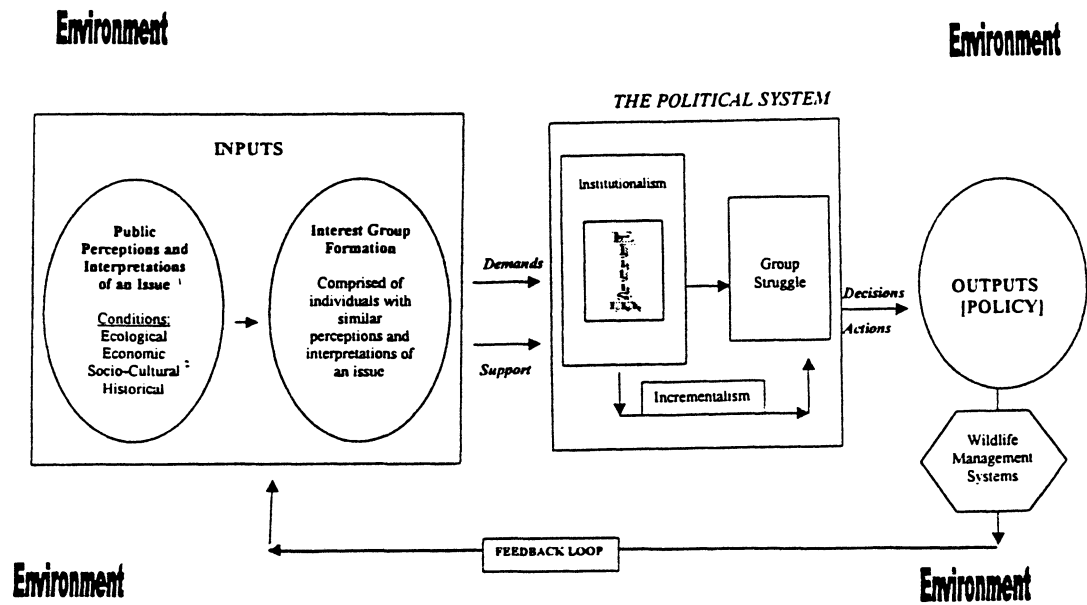 Environment
Environment
THE POLITICAL SYSTEM
INPUTS
Public
Perceptions and
Interpretations
of an Issue
Conditions:
Ecological
Economic
Socio-Cultural
Historical
Interest Group
Formation
Comprised of
individuals with
similar
perceptions and
interpretations of
an issue
Demands
Support
Institutionalism
Group
Struggle
Incrementalism
Decisions
Actions
OUTPUTS
[POLICY]
Wildlife
Management
Systems
FEEDBACK LOOP
Environment
Environment